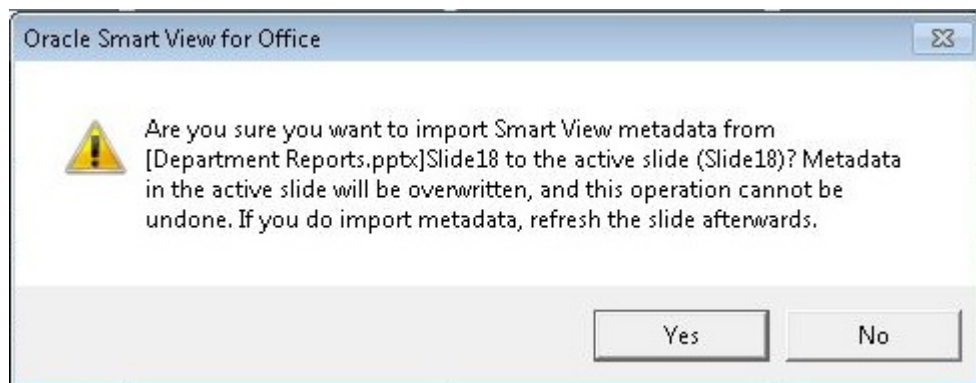 Oracle Smart View for Office
Are you sure you want to import Smart View metadata from
[Department Reports.pptx]Slide18 to the active slide (Slide18)? Metadata
in the active slide will be overwritten, and this operation cannot be
undone. If you do import metadata, refresh the slide afterwards.
Yes No